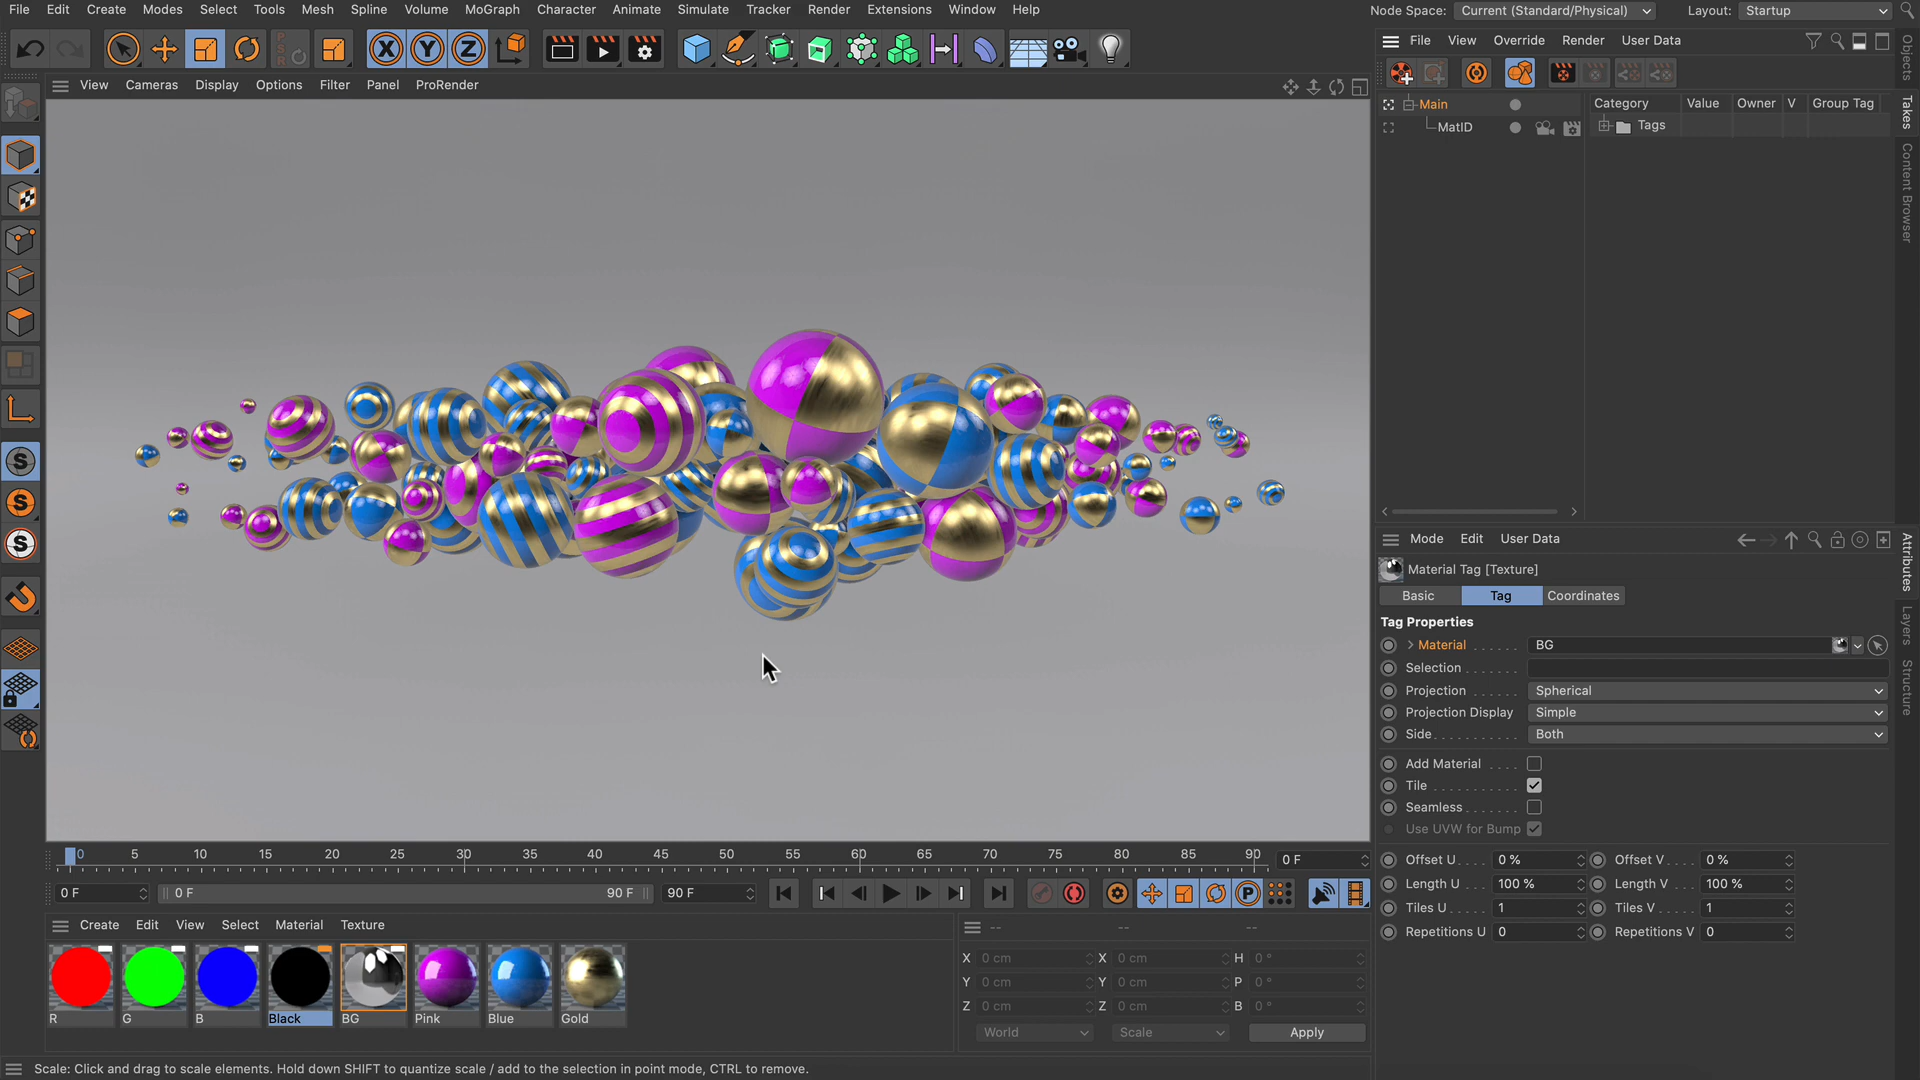 File Edit Create Modes Select Tools Mesh Spline Volume MoGraph Character Animate Simulate Tracker Render Extensions Window Help
Node Space: Current (Standard/Physical) Layout: Startup
File View Override Render User Data
View Cameras Display Options Filter Panel ProRender
Main
MatID
Category Value Owner V Group Tag
Tags
Objects
Takes
Content Browser
Mode Edit User Data
Material Tag [Texture]
Basic Tag Coordinates
Tag Properties
Material BG
Selection
Projection Spherical
Projection Display Simple
Side Both
Add Material
Tile
Seamless
Use UVW for Bump
Offset U 0 % Offset V 0 %
Length U 100 % Length V 100 %
Tiles U 1 Tiles V 1
Repetitions U 0 Repetitions V 0
Attributes
Layers
Structure
0 5 10 15 20 25 30 35 40 45 50 55 60 65 70 75 80 85 90 0 F
0 F 0 F 90 F 90 F
Create Edit View Select Material Texture
R G B Black BG Pink Blue Gold
-- -- --
X 0 cm X 0 cm H 0 °
Y 0 cm Y 0 cm P 0 °
Z 0 cm Z 0 cm B 0 °
World Scale Apply
Scale: Click and drag to scale elements. Hold down SHIFT to quantize scale / add to the selection in point mode, CTRL to remove.